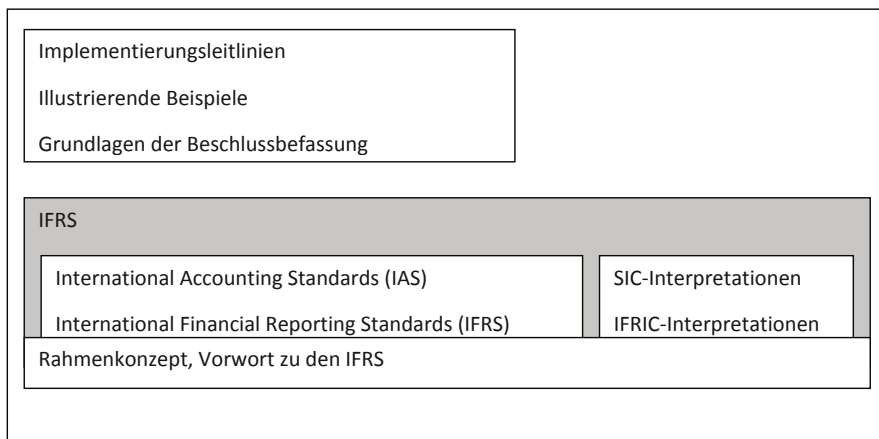 Implementierungsleitlinien
Illustrierende Beispiele
Grundlagen der Beschlussbefassung
IFRS
International Accounting Standards (IAS)
International Financial Reporting Standards (IFRS)
SIC-Interpretationen
IFRIC-Interpretationen
Rahmenkonzept, Vorwort zu den IFRS